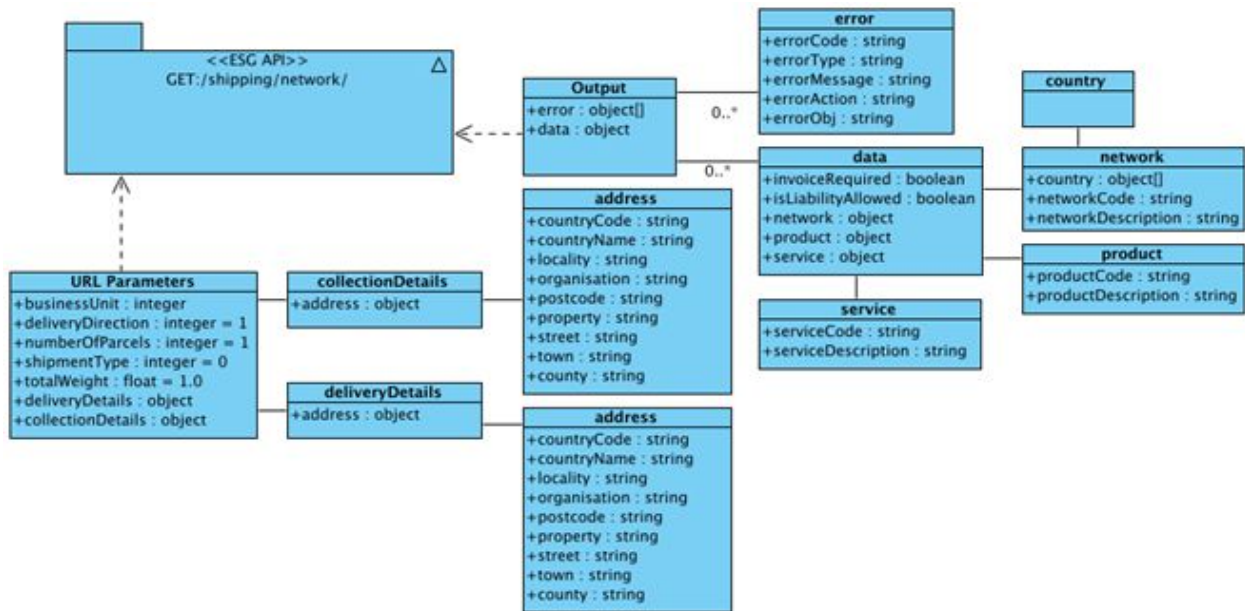 <<ESG API>>
GET:/shipping/network/
Output
+error : object[]
+data : object
error
+errorCode : string
+errorType : string
+errorMessage : string
+errorAction : string
+errorObj : string
0..*
country
data
+invoiceRequired : boolean
+isLiabilityAllowed : boolean
+network : object
+product : object
+service : object
0..*
network
+country : object[]
+networkCode : string
+networkDescription : string
product
+productCode : string
+productDescription : string
service
+serviceCode : string
+serviceDescription : string
URL Parameters
+businessUnit : integer
+deliveryDirection : integer = 1
+numberOfParcels : integer = 1
+shipmentType : integer = 0
+totalWeight : float = 1.0
+deliveryDetails : object
+collectionDetails : object
collectionDetails
+address : object
address
+countryCode : string
+countryName : string
+locality : string
+organisation : string
+postcode : string
+property : string
+street : string
+town : string
+county : string
deliveryDetails
+address : object
address
+countryCode : string
+countryName : string
+locality : string
+organisation : string
+postcode : string
+property : string
+street : string
+town : string
+county : string